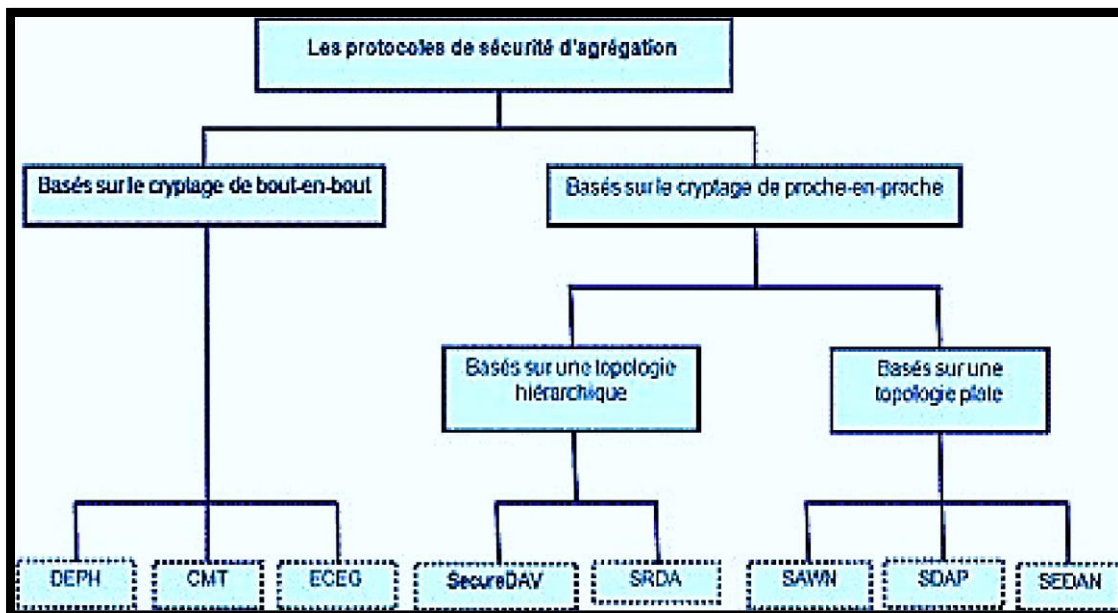 Les protocoles de sécurité d'agrégation
Basés sur le cryptage de bout-en-bout
Basés sur le cryptage de proche-en-proche
Basés sur une topologie
hiérarchique
Basés sur une
topologie plate
DEPH
CMT
ECEG
SecureDAV
SRDA
SAWN
SDAP
SEDAN